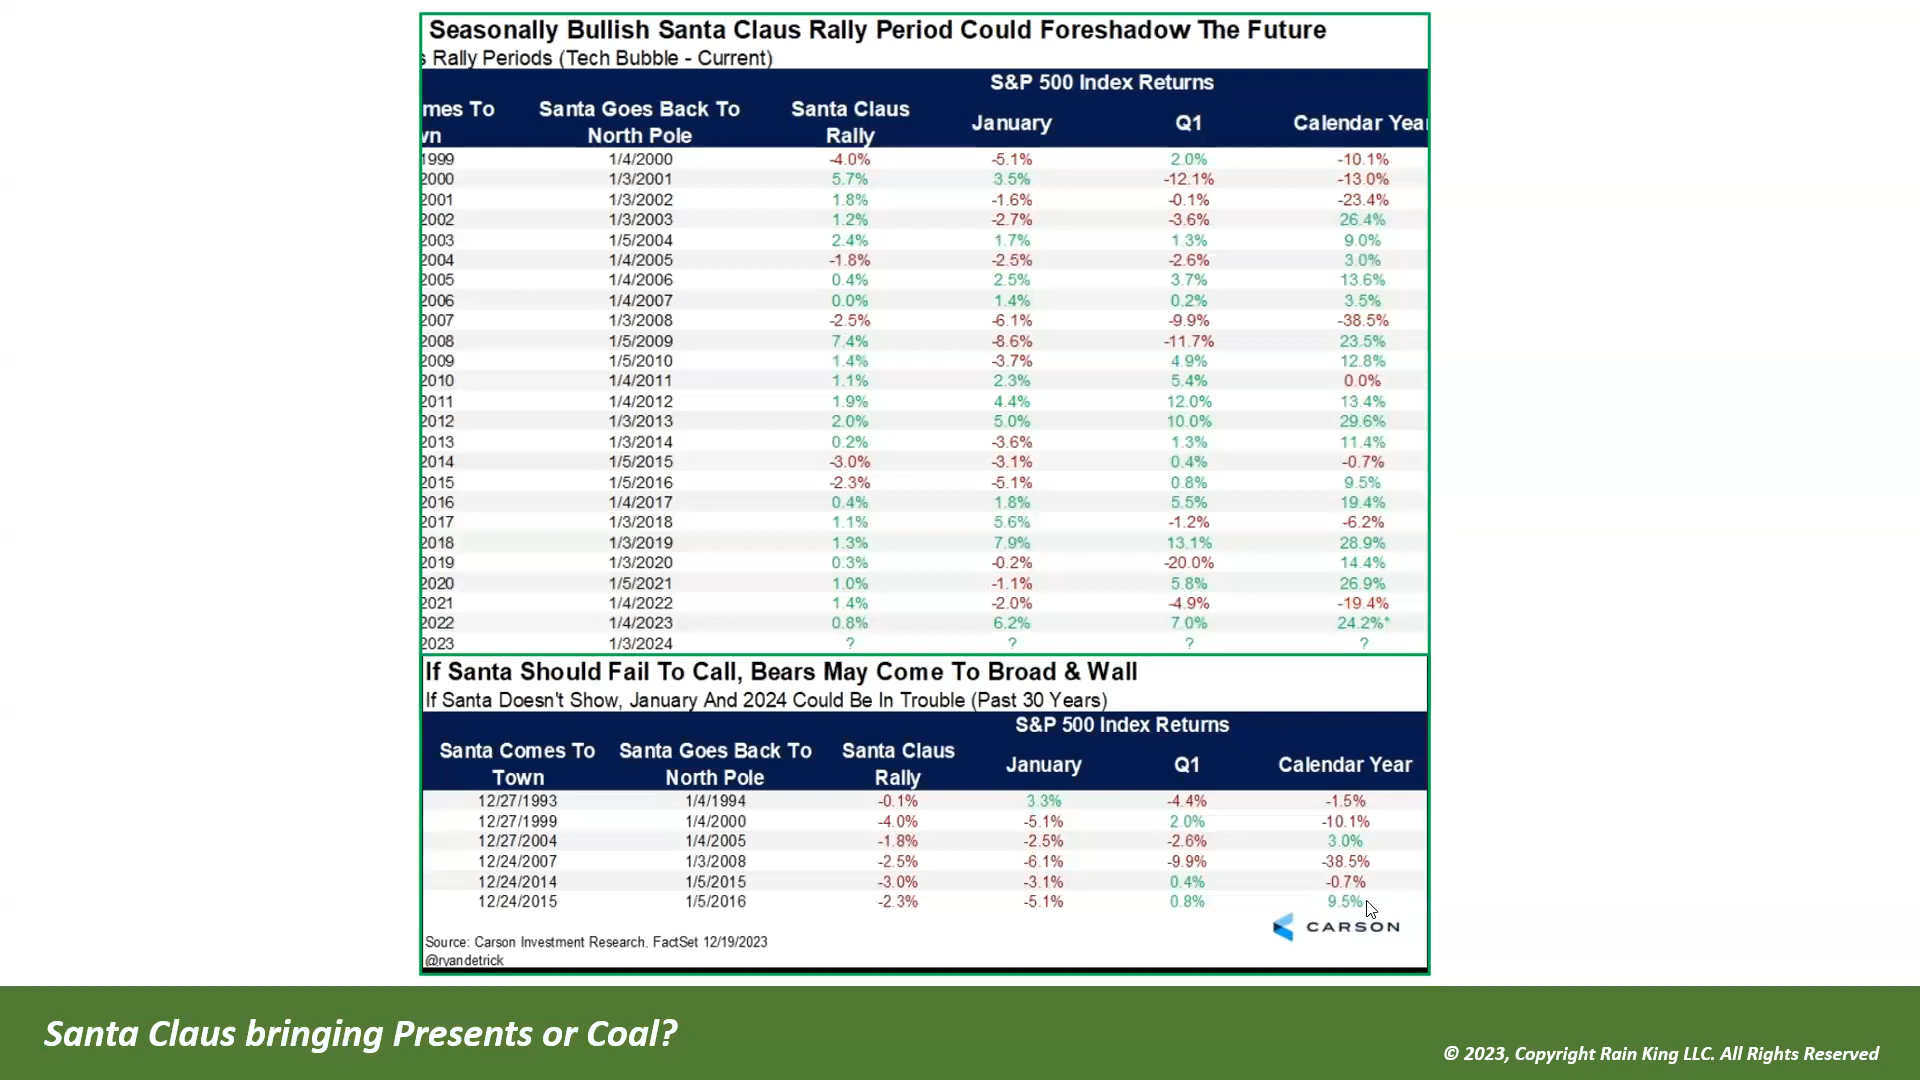 Seasonally Bullish Santa Claus Rally Period Could Foreshadow The Future
s Rally Periods (Tech Bubble - Current)
S&P 500 Index Returns
mes To Santa Goes Back To Santa Claus January Q1 Calendar Year
wn North Pole Rally
1999 1/4/2000 -4.0% -5.1% 2.0% -10.1%
2000 1/3/2001 5.7% 3.5% -12.1% -13.0%
2001 1/3/2002 1.8% -1.6% -0.1% -23.4%
2002 1/3/2003 1.2% -2.7% -3.6% 26.4%
2003 1/5/2004 2.4% 1.7% 1.3% 9.0%
2004 1/4/2005 -1.8% -2.5% -2.6% 3.0%
2005 1/4/2006 0.4% 2.5% 3.7% 13.6%
2006 1/4/2007 0.0% 1.4% 0.2% 3.5%
2007 1/3/2008 -2.5% -6.1% -9.9% -38.5%
2008 1/5/2009 7.4% -8.6% -11.7% 23.5%
2009 1/5/2010 1.4% -3.7% 4.9% 12.8%
2010 1/4/2011 1.1% 2.3% 5.4% 0.0%
2011 1/4/2012 1.9% 4.4% 12.0% 13.4%
2012 1/3/2013 2.0% 5.0% 10.0% 29.6%
2013 1/3/2014 0.2% -3.6% 1.3% 11.4%
2014 1/5/2015 -3.0% -3.1% 0.4% -0.7%
2015 1/5/2016 -2.3% -5.1% 0.8% 9.5%
2016 1/4/2017 0.4% 1.8% 5.5% 19.4%
2017 1/3/2018 1.1% 5.6% -1.2% -6.2%
2018 1/3/2019 1.3% 7.9% 13.1% 28.9%
2019 1/3/2020 0.3% -0.2% -20.0% 14.4%
2020 1/5/2021 1.0% -1.1% 5.8% 26.9%
2021 1/4/2022 1.4% -2.0% -4.9% -19.4%
2022 1/4/2023 0.8% 6.2% 7.0% 24.2%*
2023 1/3/2024 ? ? ? ?
If Santa Should Fail To Call, Bears May Come To Broad & Wall
If Santa Doesn't Show, January And 2024 Could Be In Trouble (Past 30 Years)
S&P 500 Index Returns
Santa Comes To Santa Goes Back To Santa Claus January Q1 Calendar Year
Town North Pole Rally
12/27/1993 1/4/1994 -0.1% 3.3% -4.4% -1.5%
12/27/1999 1/4/2000 -4.0% -5.1% 2.0% -10.1%
12/27/2004 1/4/2005 -1.8% -2.5% -2.6% 3.0%
12/24/2007 1/3/2008 -2.5% -6.1% -9.9% -38.5%
12/24/2014 1/5/2015 -3.0% -3.1% 0.4% -0.7%
12/24/2015 1/5/2016 -2.3% -5.1% 0.8% 9.5%
CARSON
Source: Carson Investment Research, FactSet 12/19/2023
@ryandetrick
Santa Claus bringing Presents or Coal?
© 2023, Copyright Rain King LLC. All Rights Reserved